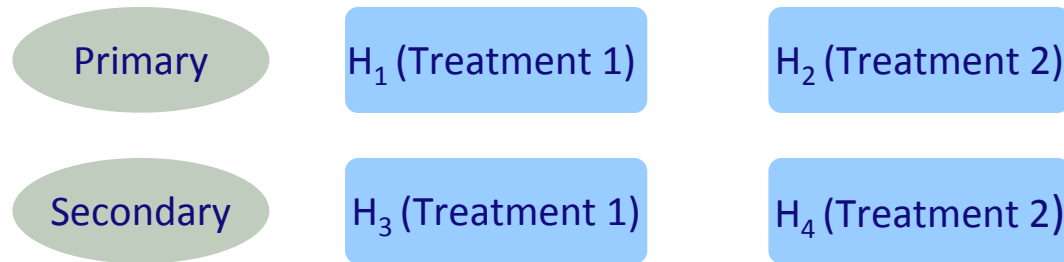 Primary H₁ (Treatment 1) H₂ (Treatment 2)
Secondary H₃ (Treatment 1) H₄ (Treatment 2)